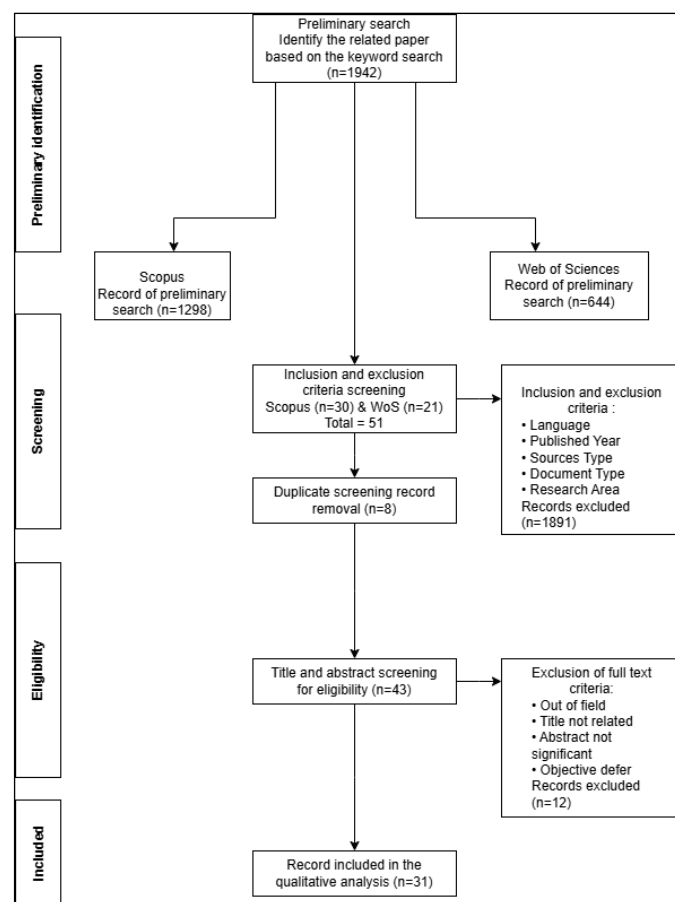 Preliminary search
Identify the related paper
based on the keyword search
(n=1942)
Preliminary identification
Scopus
Record of preliminary
search (n=1298)
Web of Sciences
Record of preliminary
search (n=644)
Screening
Inclusion and exclusion
criteria screening
Scopus (n=30) & WoS (n=21)
Total = 51
Inclusion and exclusion
criteria :
• Language
• Published Year
• Sources Type
• Document Type
• Research Area
Records excluded
(n=1891)
Duplicate screening record
removal (n=8)
Eligibility
Title and abstract screening
for eligibility (n=43)
Exclusion of full text
criteria:
• Out of field
• Title not related
• Abstract not
significant
• Objective defer
Records excluded
(n=12)
Included
Record included in the
qualitative analysis (n=31)